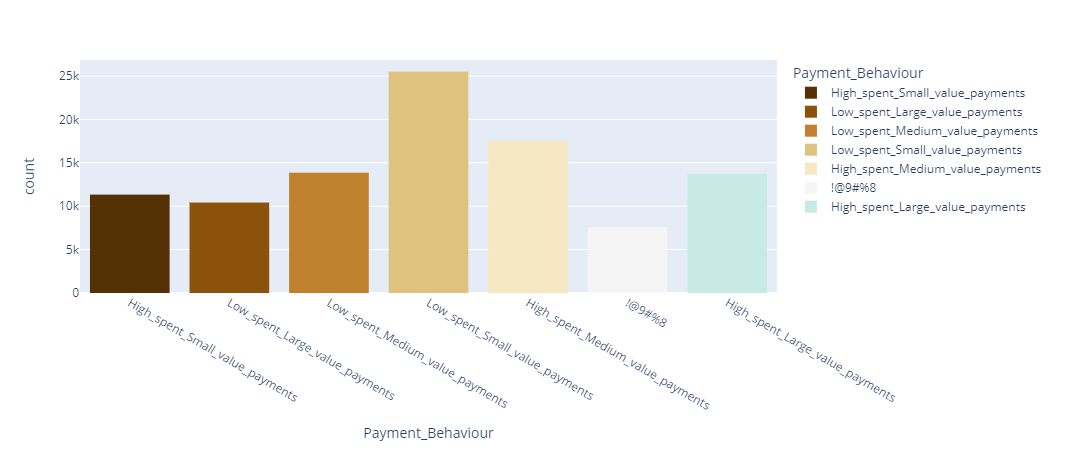 25k
20k
15k
10k
5k
0
count
High_spent_Small_value_payments
Low_spent_Large_value_payments
Low_spent_Medium_value_payments
Low_spent_Small_value_payments
High_spent_Medium_value_payments
!@9#%8
High_spent_Large_value_payments
Payment_Behaviour
Payment_Behaviour
High_spent_Small_value_payments
Low_spent_Large_value_payments
Low_spent_Medium_value_payments
Low_spent_Small_value_payments
High_spent_Medium_value_payments
!@9#%8
High_spent_Large_value_payments